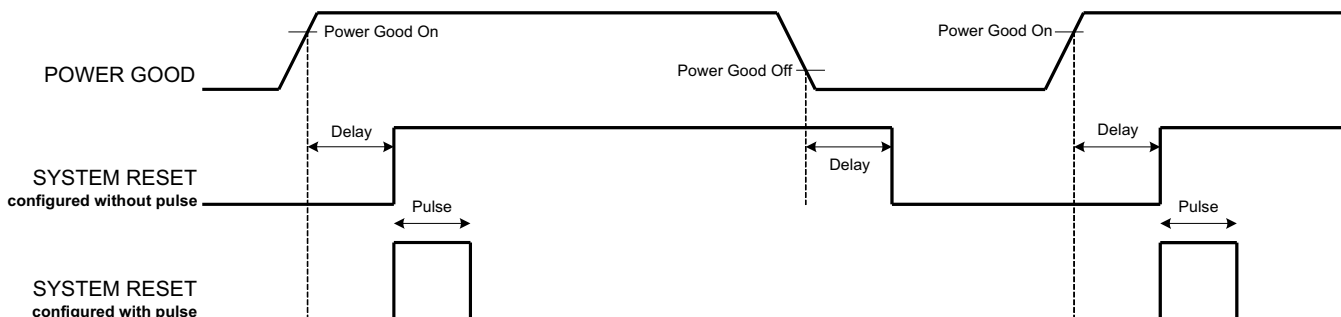 Power Good On
Power Good On
POWER GOOD
Power Good Off
Delay
Delay
Delay
SYSTEM RESET
configured without pulse
Pulse
Pulse
SYSTEM RESET
configured with pulse